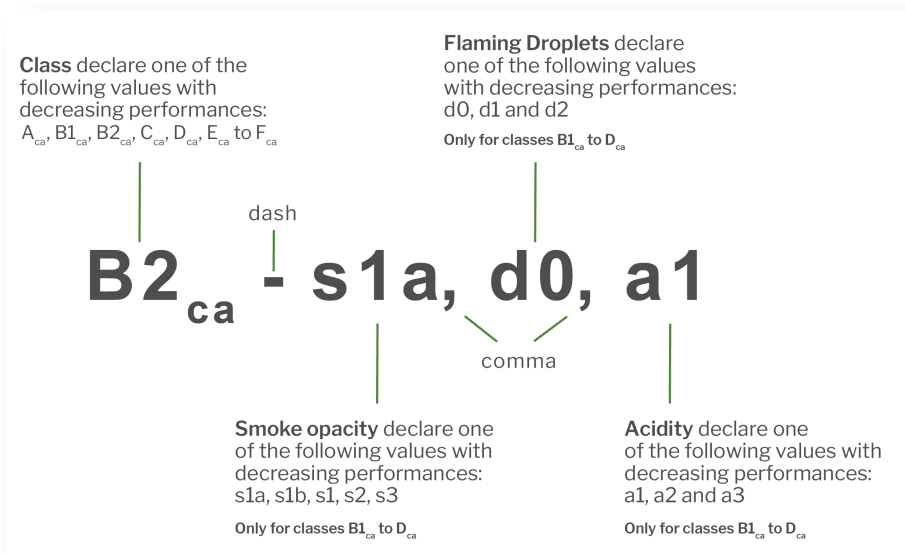 Class declare one of the
following values with
decreasing performances:
Aca, B1ca, B2ca, Cca, Dca, Eca to Fca
Flaming Droplets declare
one of the following values
with decreasing performances:
d0, d1 and d2
Only for classes B1ca to Dca
dash
B2ca - s1a, d0, a1
comma
Smoke opacity declare one
of the following values with
decreasing performances:
s1a, s1b, s1, s2, s3
Only for classes B1ca to Dca
Acidity declare one
of the following values with
decreasing performances:
a1, a2 and a3
Only for classes B1ca to Dca